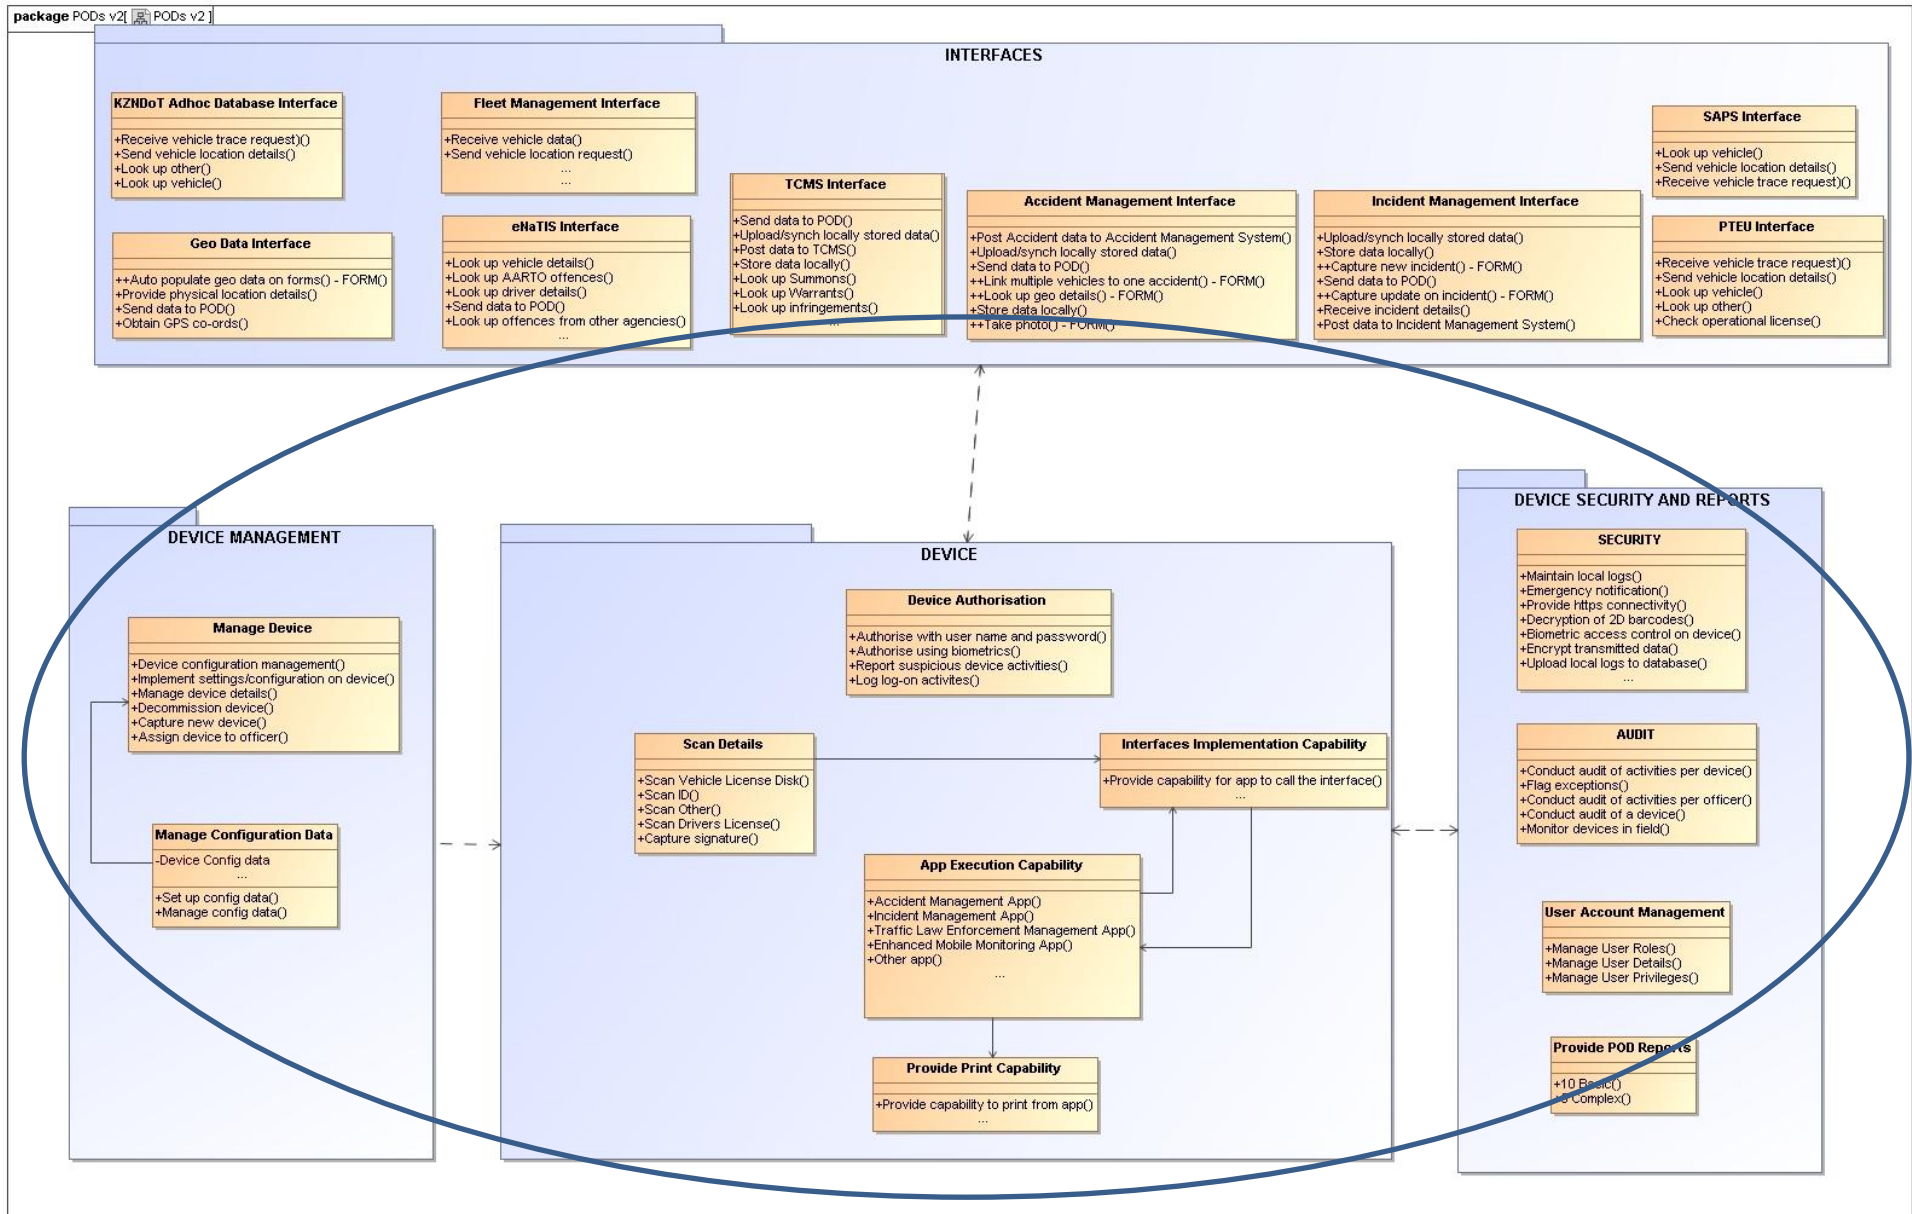 package PODs v2[ PODs v2 ]
INTERFACES
KZNDoT Adhoc Database Interface
+Receive vehicle trace request)()
+Send vehicle location details()
+Look up other()
+Look up vehicle()
Fleet Management Interface
+Receive vehicle data()
+Send vehicle location request()
...
...
SAPS Interface
+Look up vehicle()
+Send vehicle location details()
+Receive vehicle trace request)()
TCMS Interface
+Send data to POD()
+Upload/synch locally stored data()
+Post data to TCMS()
+Store data locally()
+Look up Summons()
+Look up Warrants()
+Look up infringements()
...
Accident Management Interface
+Post Accident data to Accident Management System()
+Upload/synch locally stored data()
+Send data to POD()
++Link multiple vehicles to one accident() - FORM()
++Look up geo details() - FORM()
+Store data locally()
++Take photo() - FORM()
Incident Management Interface
+Upload/synch locally stored data()
+Store data locally()
++Capture new incident() - FORM()
+Send data to POD()
++Capture update on incident() - FORM()
+Receive incident details()
+Post data to Incident Management System()
Geo Data Interface
++Auto populate geo data on forms() - FORM()
+Provide physical location details()
+Send data to POD()
+Obtain GPS co-ords()
eNaTIS Interface
+Look up vehicle details()
+Look up AARTO offences()
+Look up driver details()
+Send data to POD()
+Look up offences from other agencies()
...
PTEU Interface
+Receive vehicle trace request)()
+Send vehicle location details()
+Look up vehicle()
+Look up other()
+Check operational license()
DEVICE MANAGEMENT
Manage Device
+Device configuration management()
+Implement settings/configuration on device()
+Manage device details()
+Decommission device()
+Capture new device()
+Assign device to officer()
Manage Configuration Data
-Device Config data
...
+Set up config data()
+Manage config data()
DEVICE
Device Authorisation
+Authorise with user name and password()
+Authorise using biometrics()
+Report suspicious device activities()
+Log log-on activites()
Scan Details
+Scan Vehicle License Disk()
+Scan ID()
+Scan Other()
+Scan Drivers License()
+Capture signature()
Interfaces Implementation Capability
+Provide capability for app to call the interface()
...
App Execution Capability
+Accident Management App()
+Incident Management App()
+Traffic Law Enforcement Management App()
+Enhanced Mobile Monitoring App()
+Other app()
...
Provide Print Capability
+Provide capability to print from app()
...
DEVICE SECURITY AND REPORTS
SECURITY
+Maintain local logs()
+Emergency notification()
+Provide https connectivity()
+Decryption of 2D barcodes()
+Biometric access control on device()
+Encrypt transmitted data()
+Upload local logs to database()
...
AUDIT
+Conduct audit of activities per device()
+Flag exceptions()
+Conduct audit of activities per officer()
+Conduct audit of a device()
+Monitor devices in field()
User Account Management
+Manage User Roles()
+Manage User Details()
+Manage User Privileges()
Provide POD Reports
+10 Basic()
Complex()